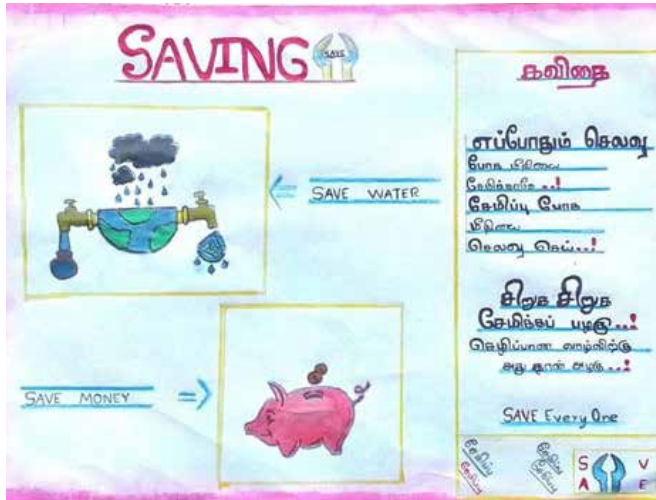 SAVING
SAVE
SAVE WATER
SAVE MONEY
கவிதை
எப்போதும் செலவு
போக மீதியை
சேமிக்காதே..!
சேமிப்பு போக
மீதியை
செலவு செய்..!
சிறுக சிறுக
சேமிக்கப் பழகு..!
செழிப்பான வாழ்விற்கு
அது தான் அழகு..!
SAVE Every One
சேமிப்பு
சேமிப்பு
சேமிப்பு
சேமிப்பு
S V
A E